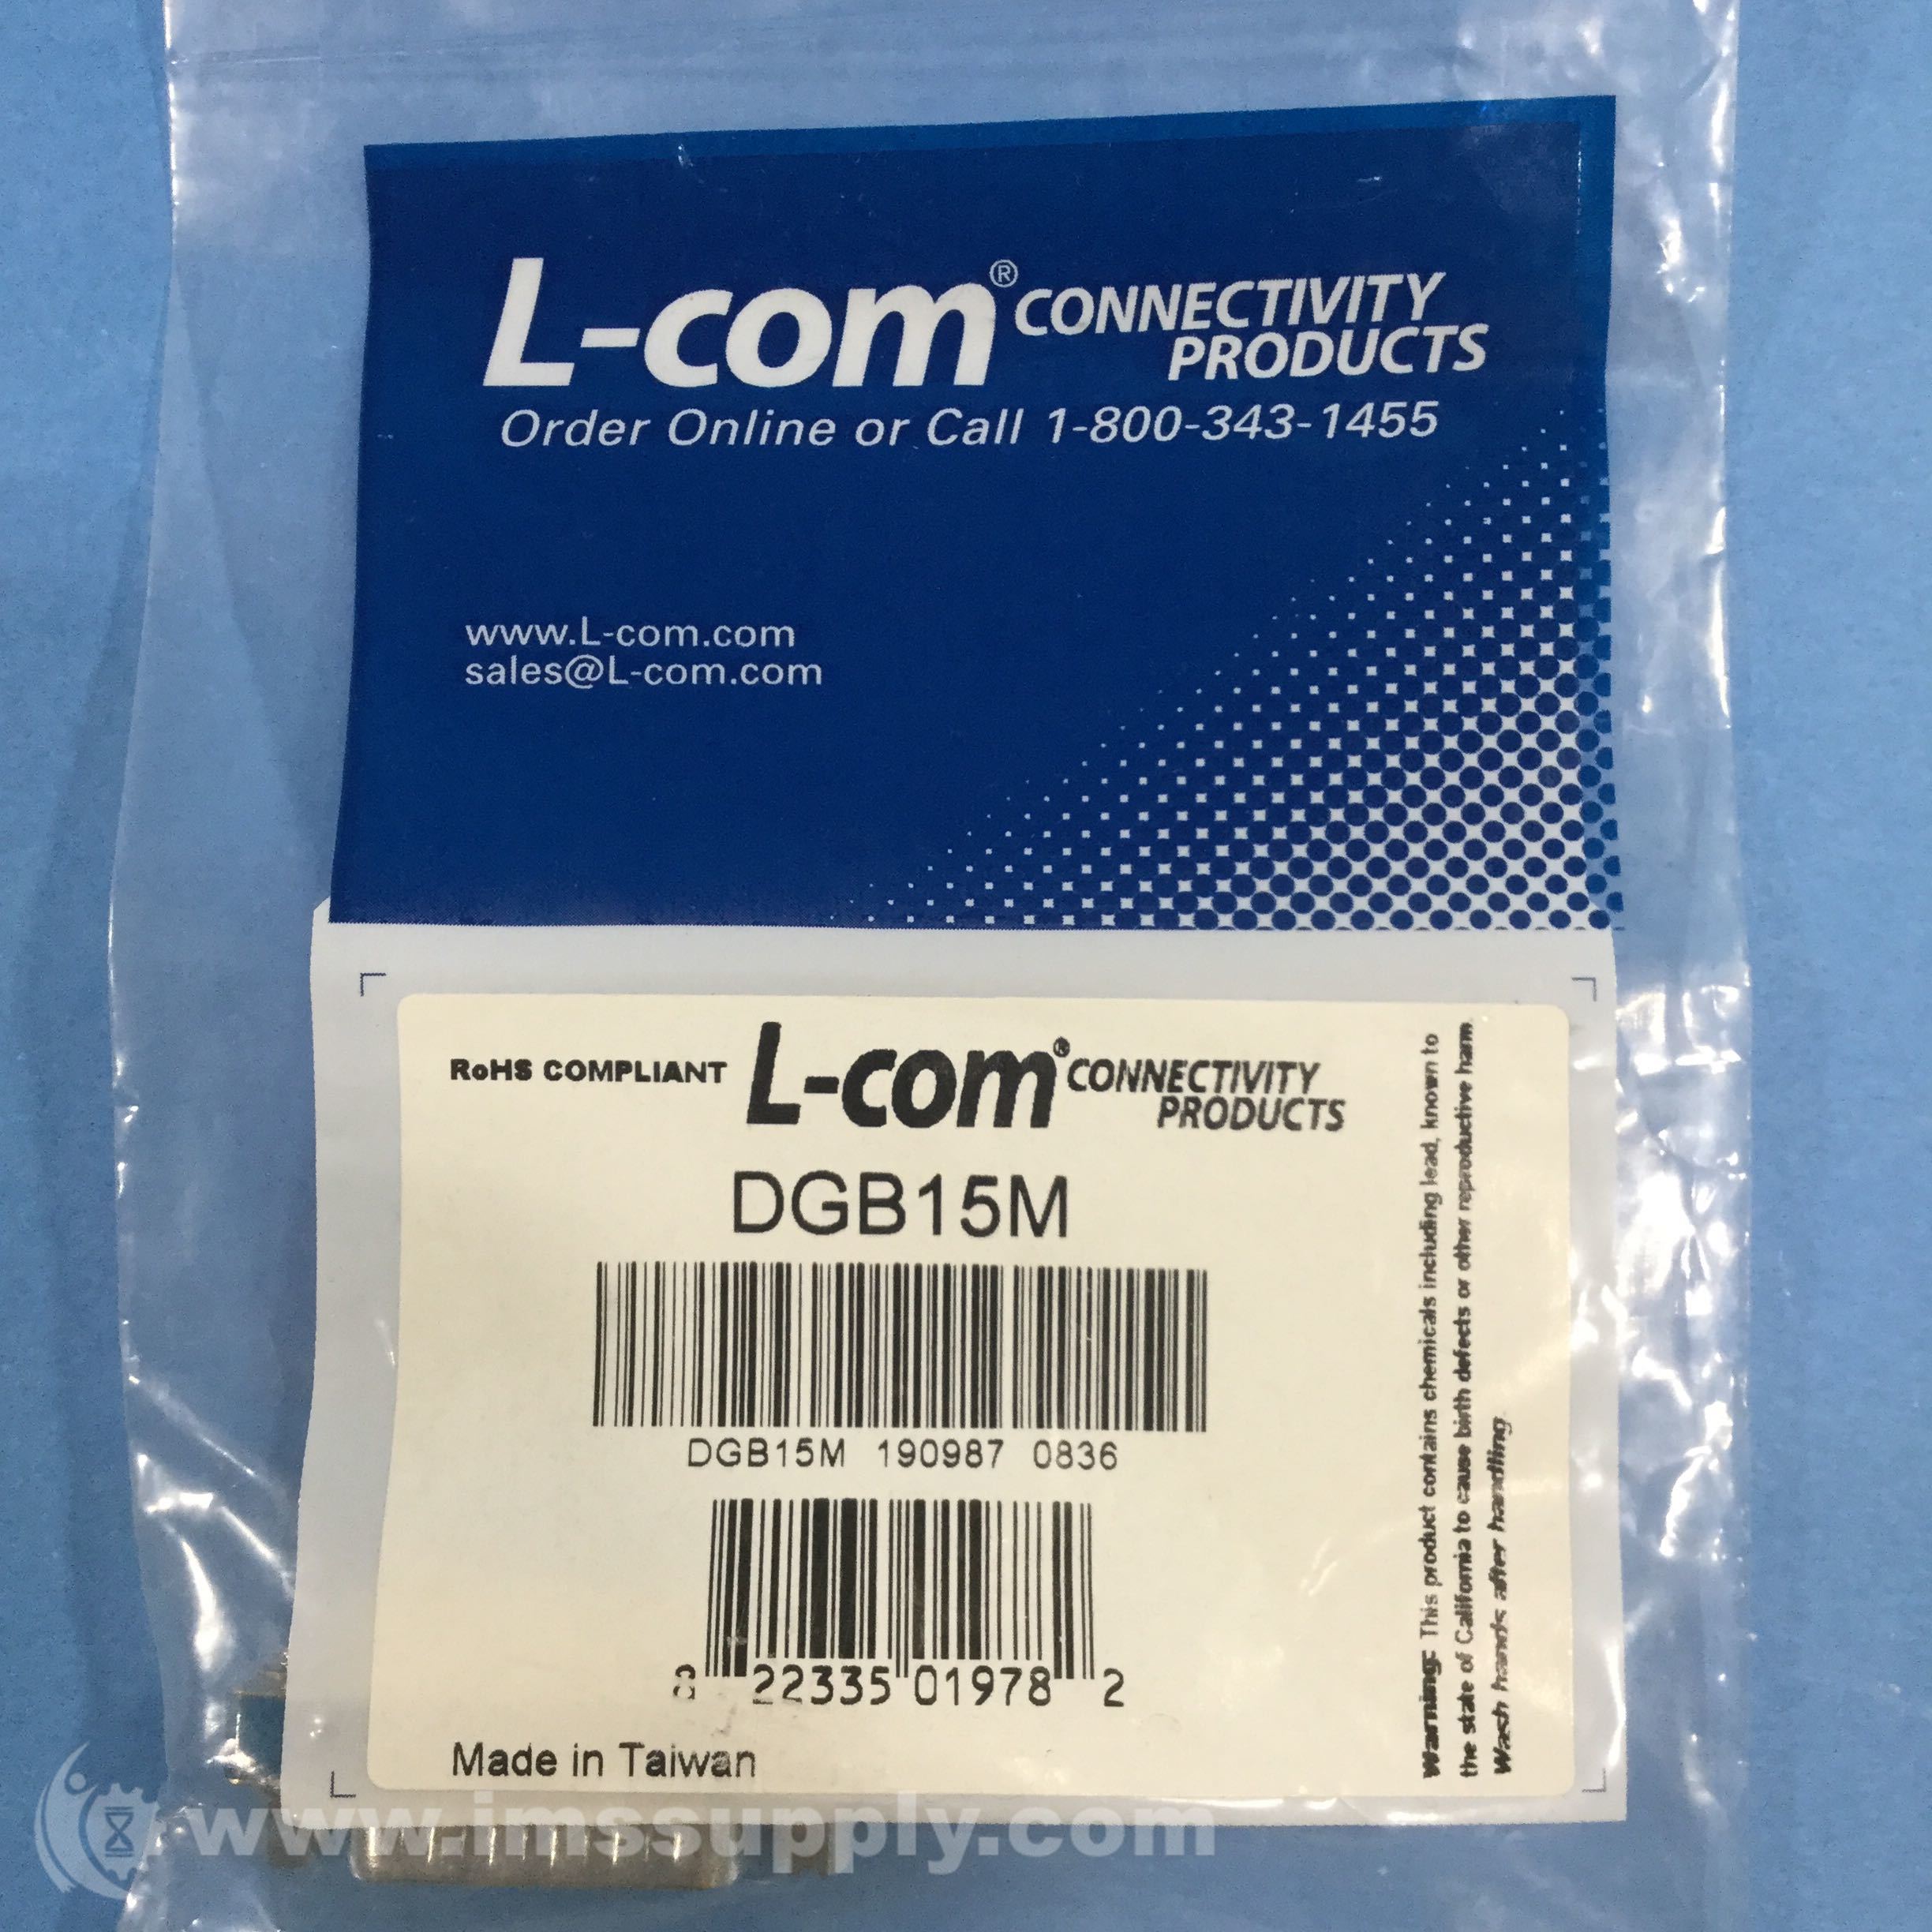 L-com® CONNECTIVITY
PRODUCTS
Order Online or Call 1-800-343-1455
www.L-com.com
sales@L-com.com
RoHS COMPLIANT L-com® CONNECTIVITY
PRODUCTS
DGB15M
DGB15M 190987 0836
8 22335 01978 2
Made in Taiwan
Warning: This product contains chemicals including lead, known to
the state of California to cause birth defects or other reproductive harm.
Wash hands after handling.
www.imssupply.com